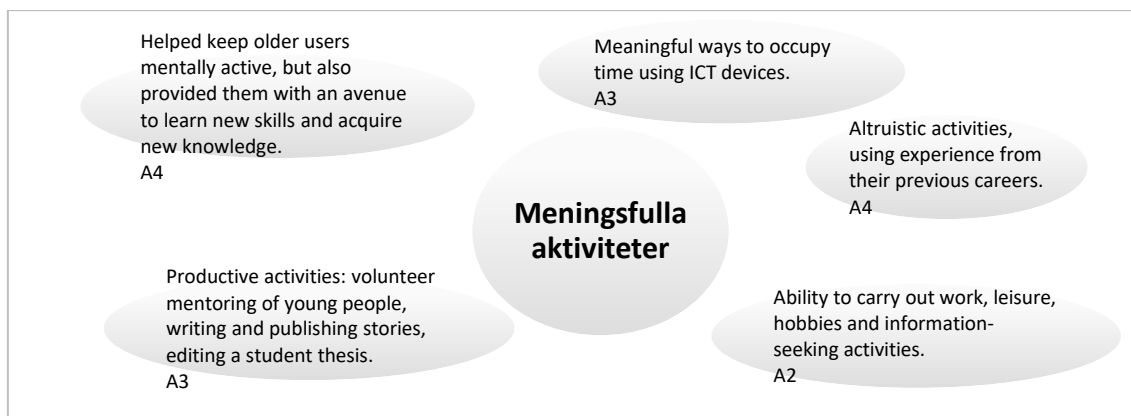 Helped keep older users
mentally active, but also
provided them with an avenue
to learn new skills and acquire
new knowledge.
A4
Meaningful ways to occupy
time using ICT devices.
A3
Altruistic activities,
using experience from
their previous careers.
A4
Meningsfulla
aktiviteter
Productive activities: volunteer
mentoring of young people,
writing and publishing stories,
editing a student thesis.
A3
Ability to carry out work, leisure,
hobbies and information-
seeking activities.
A2